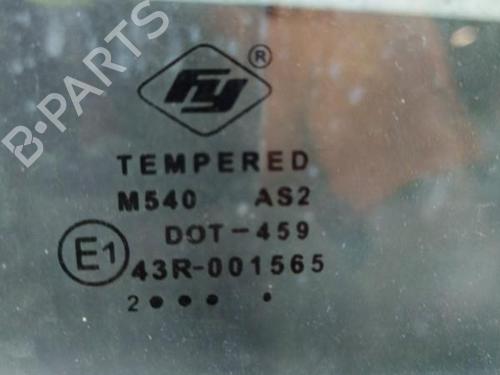 B-PARTS
fy ®
TEMPERED
M540 AS2
DOT-459
E1 43R-001565
2●●● •